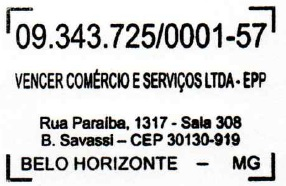 09.343.725/0001-57
VENCER COMÉRCIO E SERVIÇOS LTDA - EPP
Rua Paraíba, 1317 - Sala 308
B. Savassi – CEP 30130-919
BELO HORIZONTE – MG